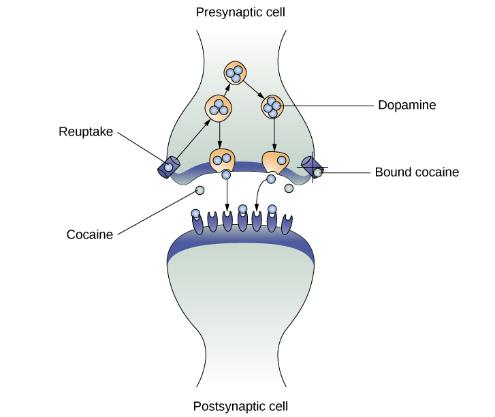 Presynaptic cell
Dopamine
Reuptake
Bound cocaine
Cocaine
Postsynaptic cell